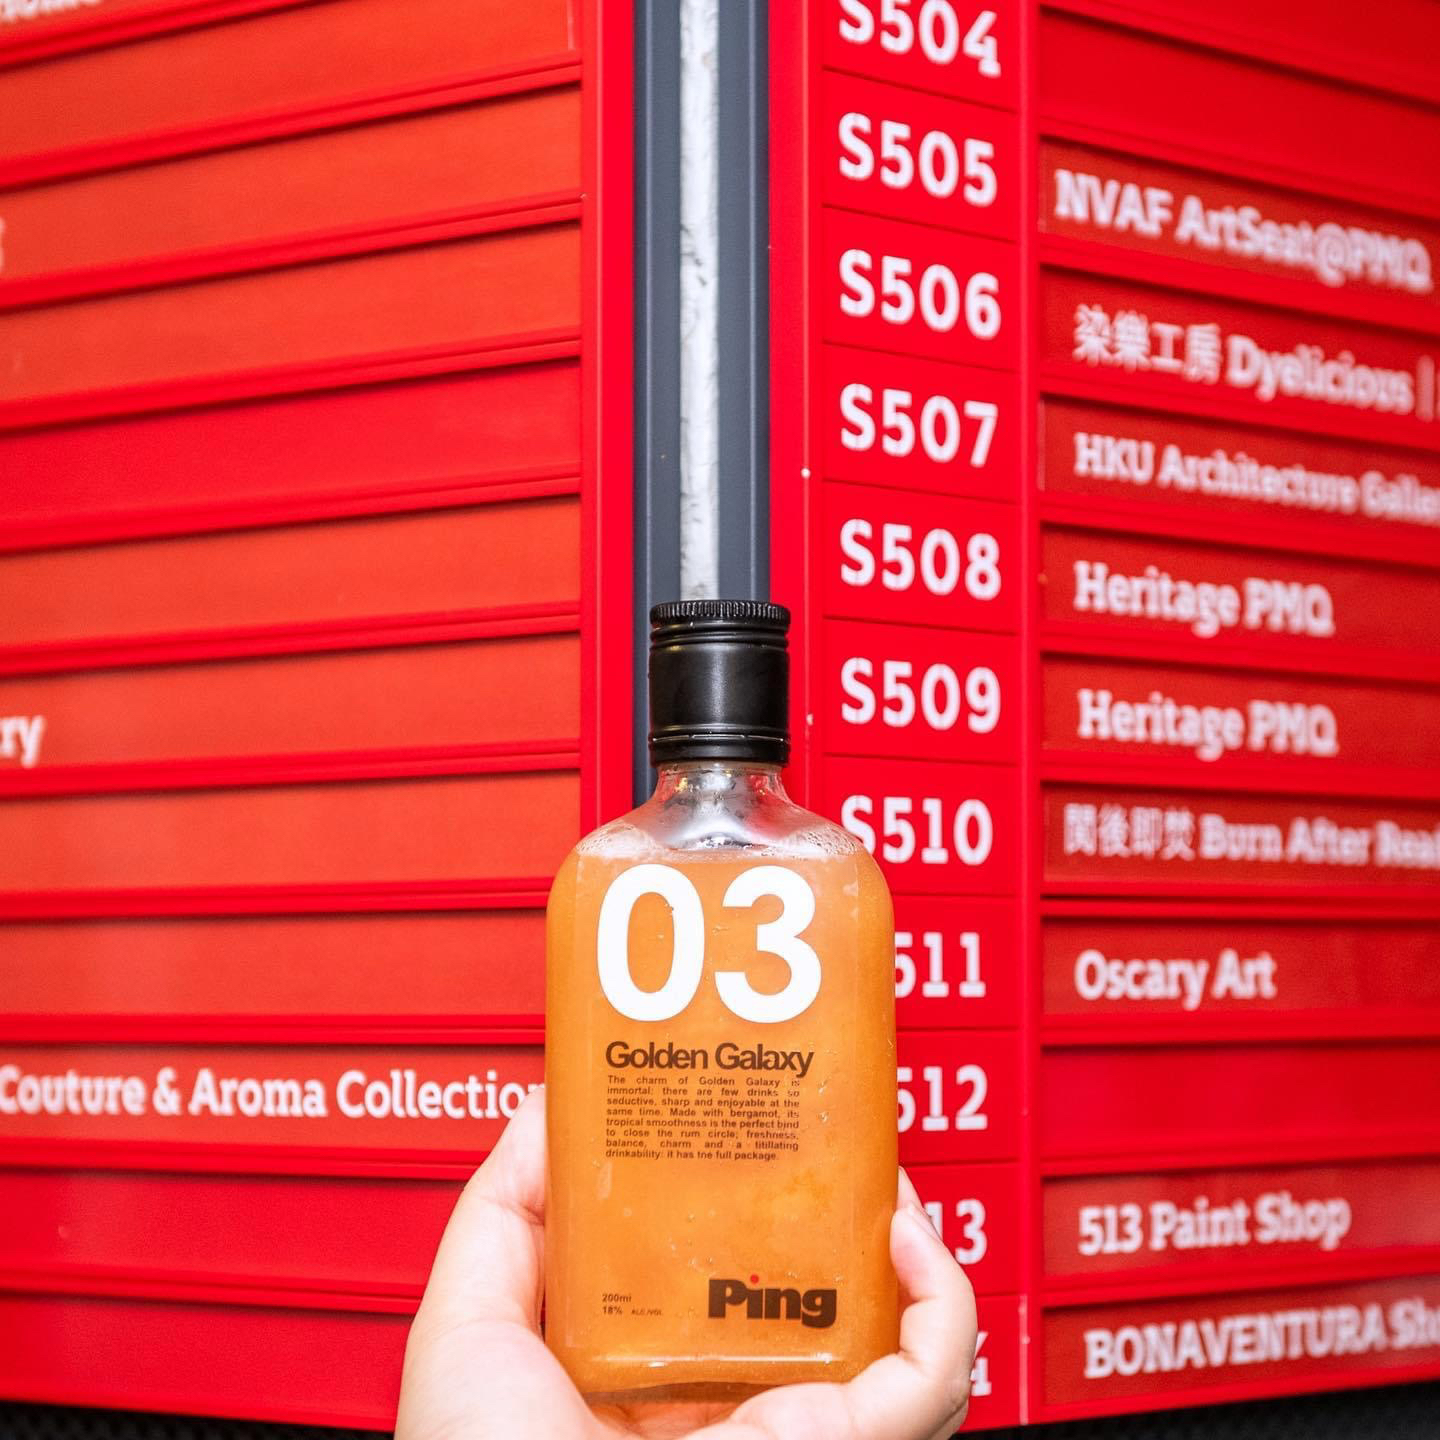 S504
S505
NVAF ArtSeat@PMQ
S506
染樂工房 Dyelicious |
S507
HKU Architecture Galle
S508
Heritage PMQ
S509
Heritage PMQ
ry
S510
閱後即焚 Burn After Rea
511
Oscary Art
512
Couture & Aroma Collectio
13
513 Paint Shop
4
BONAVENTURA Sh
03
Golden Galaxy
The charm of Golden Galaxy is
immortal: there are few drinks so
seductive, sharp and enjoyable at the
same time. Made with bergamot, its
tropical smoothness is the perfect bind
to close the rum circle; freshness,
balance, charm and a titillating
drinkability: it has the full package.
200ml
18% ALC./VOL
Ping